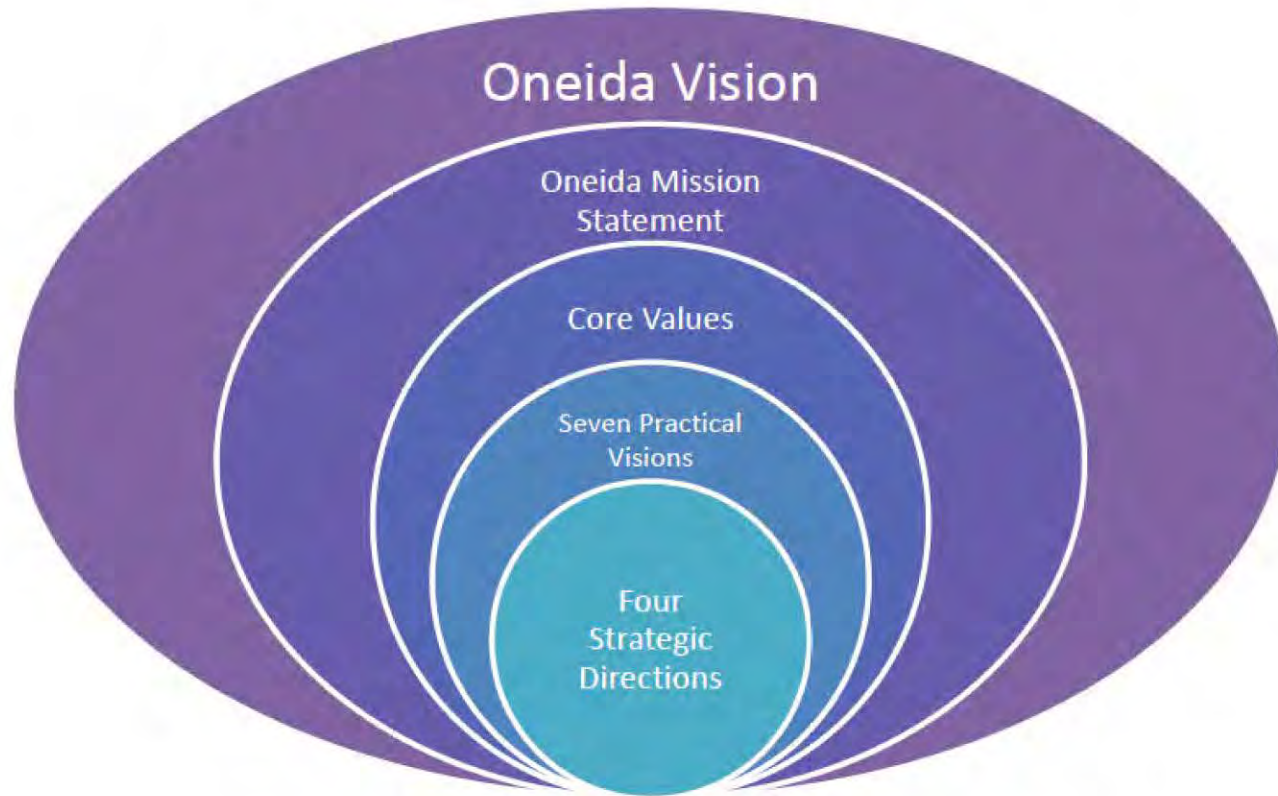 Oneida Vision
Oneida Mission
Statement
Core Values
Seven Practical
Visions
Four
Strategic
Directions